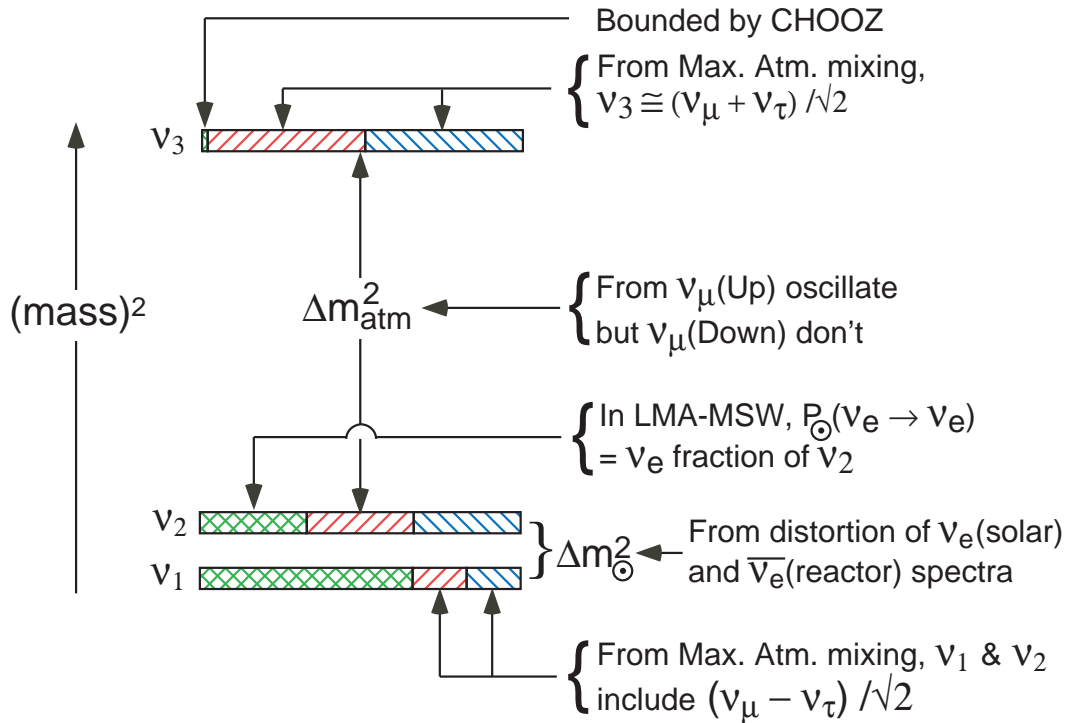 Bounded by CHOOZ
From Max. Atm. mixing,
ν3 ≅ (νμ + ντ) /√2
ν3
(mass)²
Δm²atm
From νμ(Up) oscillate
but νμ(Down) don't
In LMA-MSW, P⊙(νe → νe)
= νe fraction of ν2
ν2
Δm²⊙
From distortion of νe(solar)
and ν̅e̅(reactor) spectra
ν1
From Max. Atm. mixing, ν1 & ν2
include (νμ − ντ) /√2